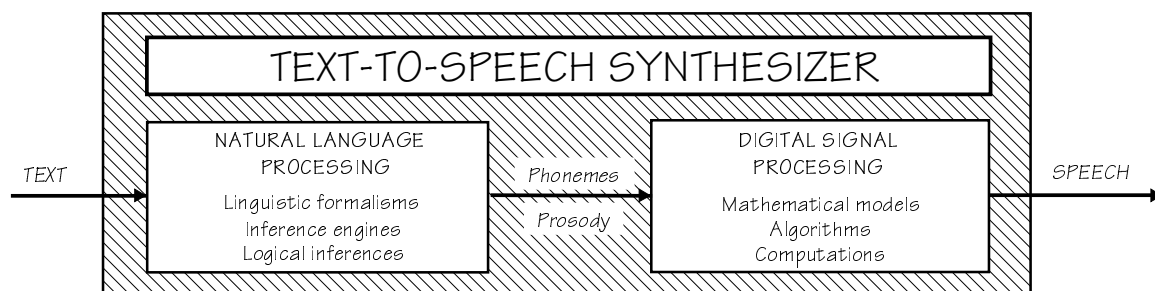 TEXT-TO-SPEECH SYNTHESIZER
TEXT
NATURAL LANGUAGE
PROCESSING
Linguistic formalisms
Inference engines
Logical inferences
Phonemes
Prosody
DIGITAL SIGNAL
PROCESSING
Mathematical models
Algorithms
Computations
SPEECH